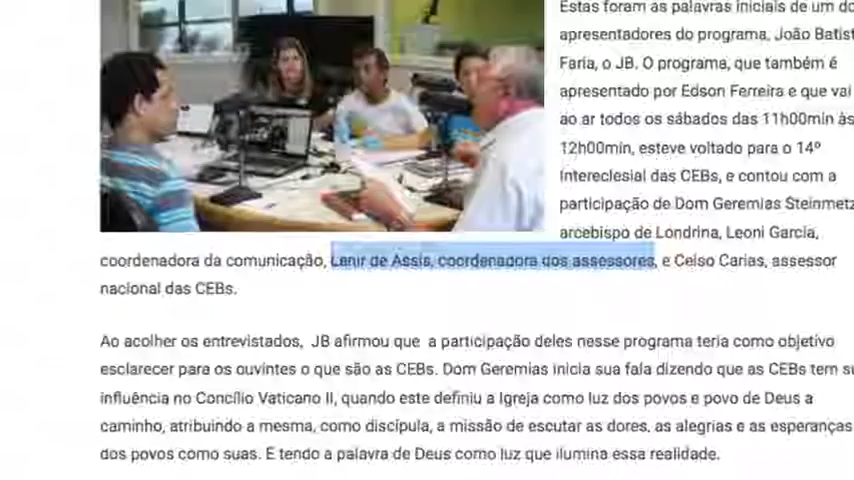 Estas foram as palavras iniciais de um do
apresentadores do programa, João Batist
Faria, o JB. O programa, que também é
apresentado por Edson Ferreira e que vai
ao ar todos os sábados das 11h00min às
12h00min, esteve voltado para o 14º
Intereclesial das CEBs, e contou com a
participação de Dom Geremias Steinmetz
arcebispo de Londrina, Leoni Garcia,
coordenadora da comunicação, Lenir de Assis, coordenadora dos assessores, e Celso Carias, assessor
nacional das CEBs.
Ao acolher os entrevistados, JB afirmou que a participação deles nesse programa teria como objetivo
esclarecer para os ouvintes o que são as CEBs. Dom Geremias inicia sua fala dizendo que as CEBs tem su
influência no Concílio Vaticano II, quando este definiu a Igreja como luz dos povos e povo de Deus a
caminho, atribuindo a mesma, como discípula, a missão de escutar as dores, as alegrias e as esperanças
dos povos como suas. E tendo a palavra de Deus como luz que ilumina essa realidade.